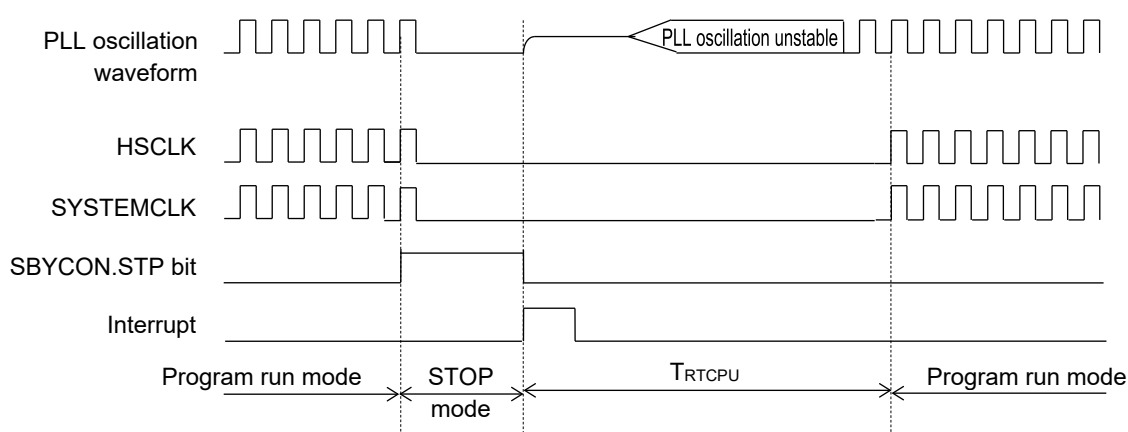 PLL oscillation
waveform
PLL oscillation unstable
HSCLK
SYSTEMCLK
SBYCON.STP bit
Interrupt
Program run mode
STOP
mode
TRTCPU
Program run mode